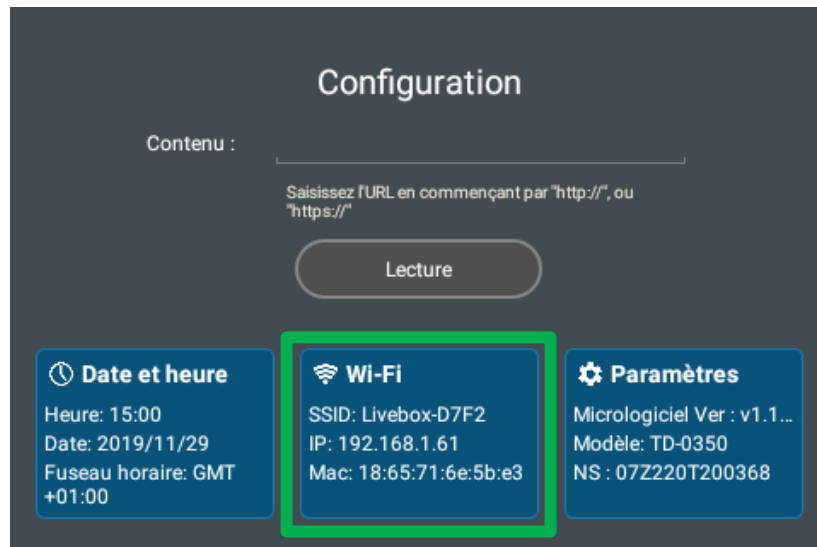 Configuration
Contenu :
Saisissez l'URL en commençant par "http://", ou
"https://"
Lecture
Date et heure
Heure: 15:00
Date: 2019/11/29
Fuseau horaire: GMT
+01:00
Wi-Fi
SSID: Livebox-D7F2
IP: 192.168.1.61
Mac: 18:65:71:6e:5b:e3
Paramètres
Micrologiciel Ver : v1.1...
Modèle: TD-0350
NS : 07Z220T200368